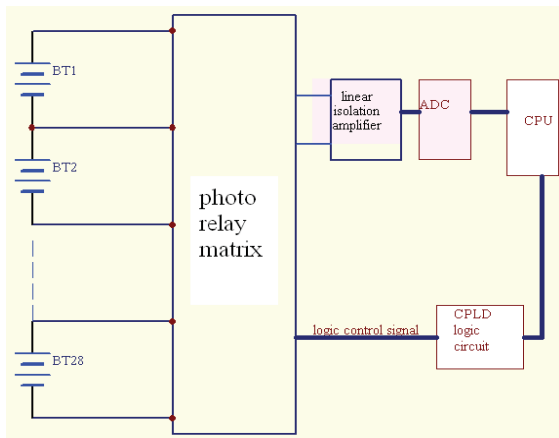 BT1
BT2
BT28
photo
relay
matrix
linear
isolation
amplifier
ADC
CPU
logic control signal
CPLD
logic
circuit